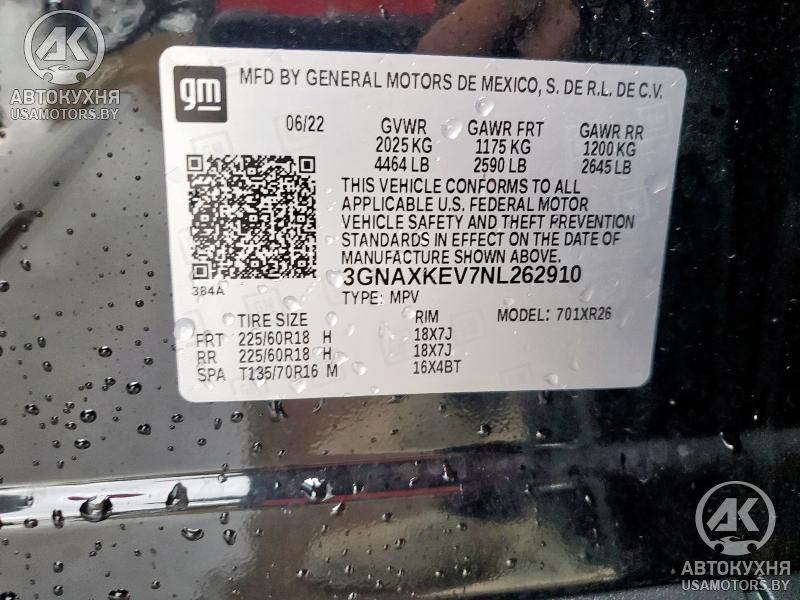 AK
АВТОКУХНЯ
USAMOTORS.BY
gm
MFD BY GENERAL MOTORS DE MEXICO, S. DE R.L. DE C.V.
06/22 GVWR GAWR FRT GAWR RR
2025 KG 1175 KG 1200 KG
4464 LB 2590 LB 2645 LB
THIS VEHICLE CONFORMS TO ALL
APPLICABLE U.S. FEDERAL MOTOR
VEHICLE SAFETY AND THEFT PREVENTION
STANDARDS IN EFFECT ON THE DATE OF
MANUFACTURE SHOWN ABOVE.
384A
3GNAXKEV7NL262910
TYPE: MPV
TIRE SIZE RIM MODEL: 701XR26
FRT 225/60R18 H 18X7J
RR 225/60R18 H 18X7J
SPA T135/70R16 M 16X4BT
AK
АВТОКУХНЯ
USAMOTORS.BY